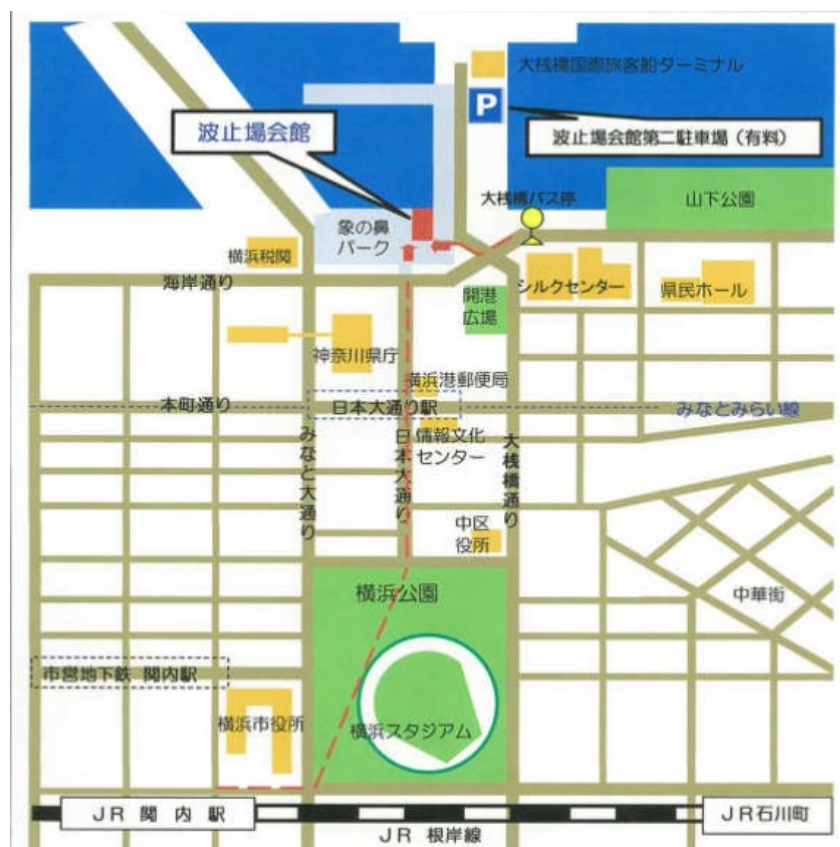 大桟橋国際旅客船ターミナル
P
波止場会館
波止場会館第二駐車場（有料）
大桟橋バス停
山下公園
象の鼻
パーク
横浜税関
海岸通り
開港
広場
シルクセンター
県民ホール
神奈川県庁
横浜港郵便局
本町通り
日本大通り駅
みなとみらい線
みなと大通り
日本大通り
情報文化
センター
大桟橋通り
中区
役所
横浜公園
中華街
市営地下鉄 関内駅
横浜市役所
横浜スタジアム
JR 関内駅
JR石川町
JR 根岸線